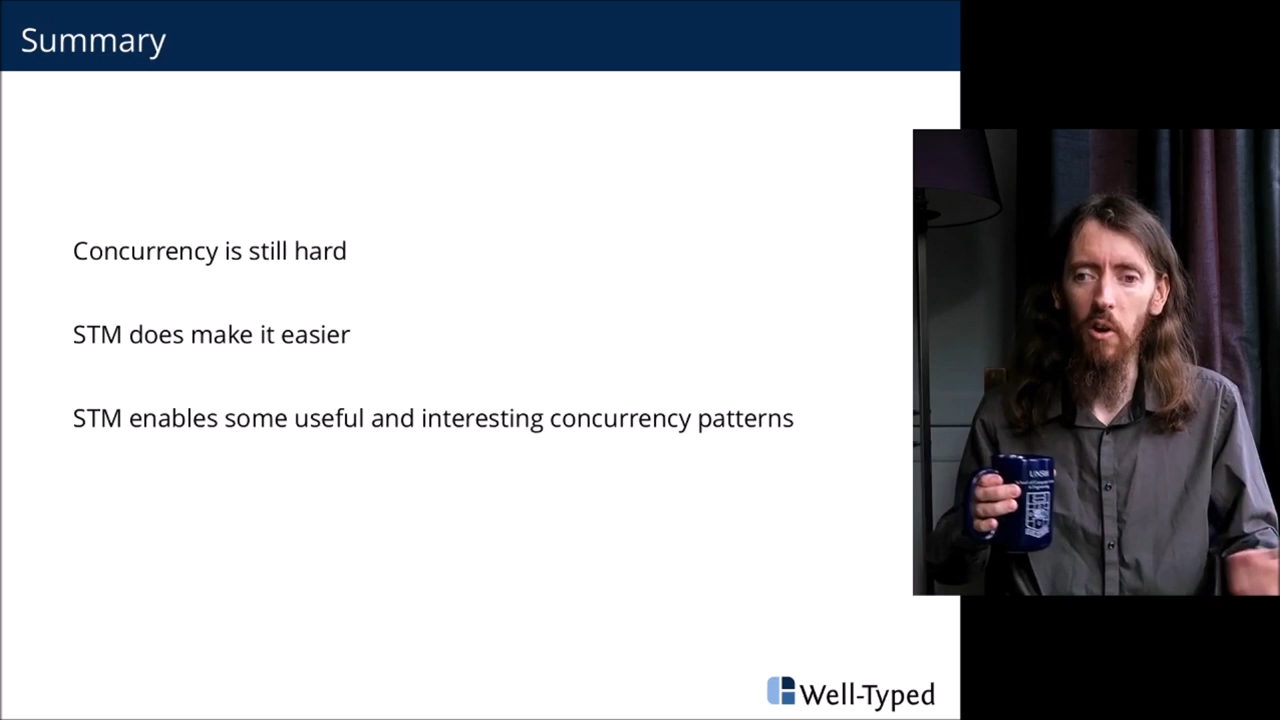 Summary
Concurrency is still hard
STM does make it easier
STM enables some useful and interesting concurrency patterns
UNSW
Well-Typed